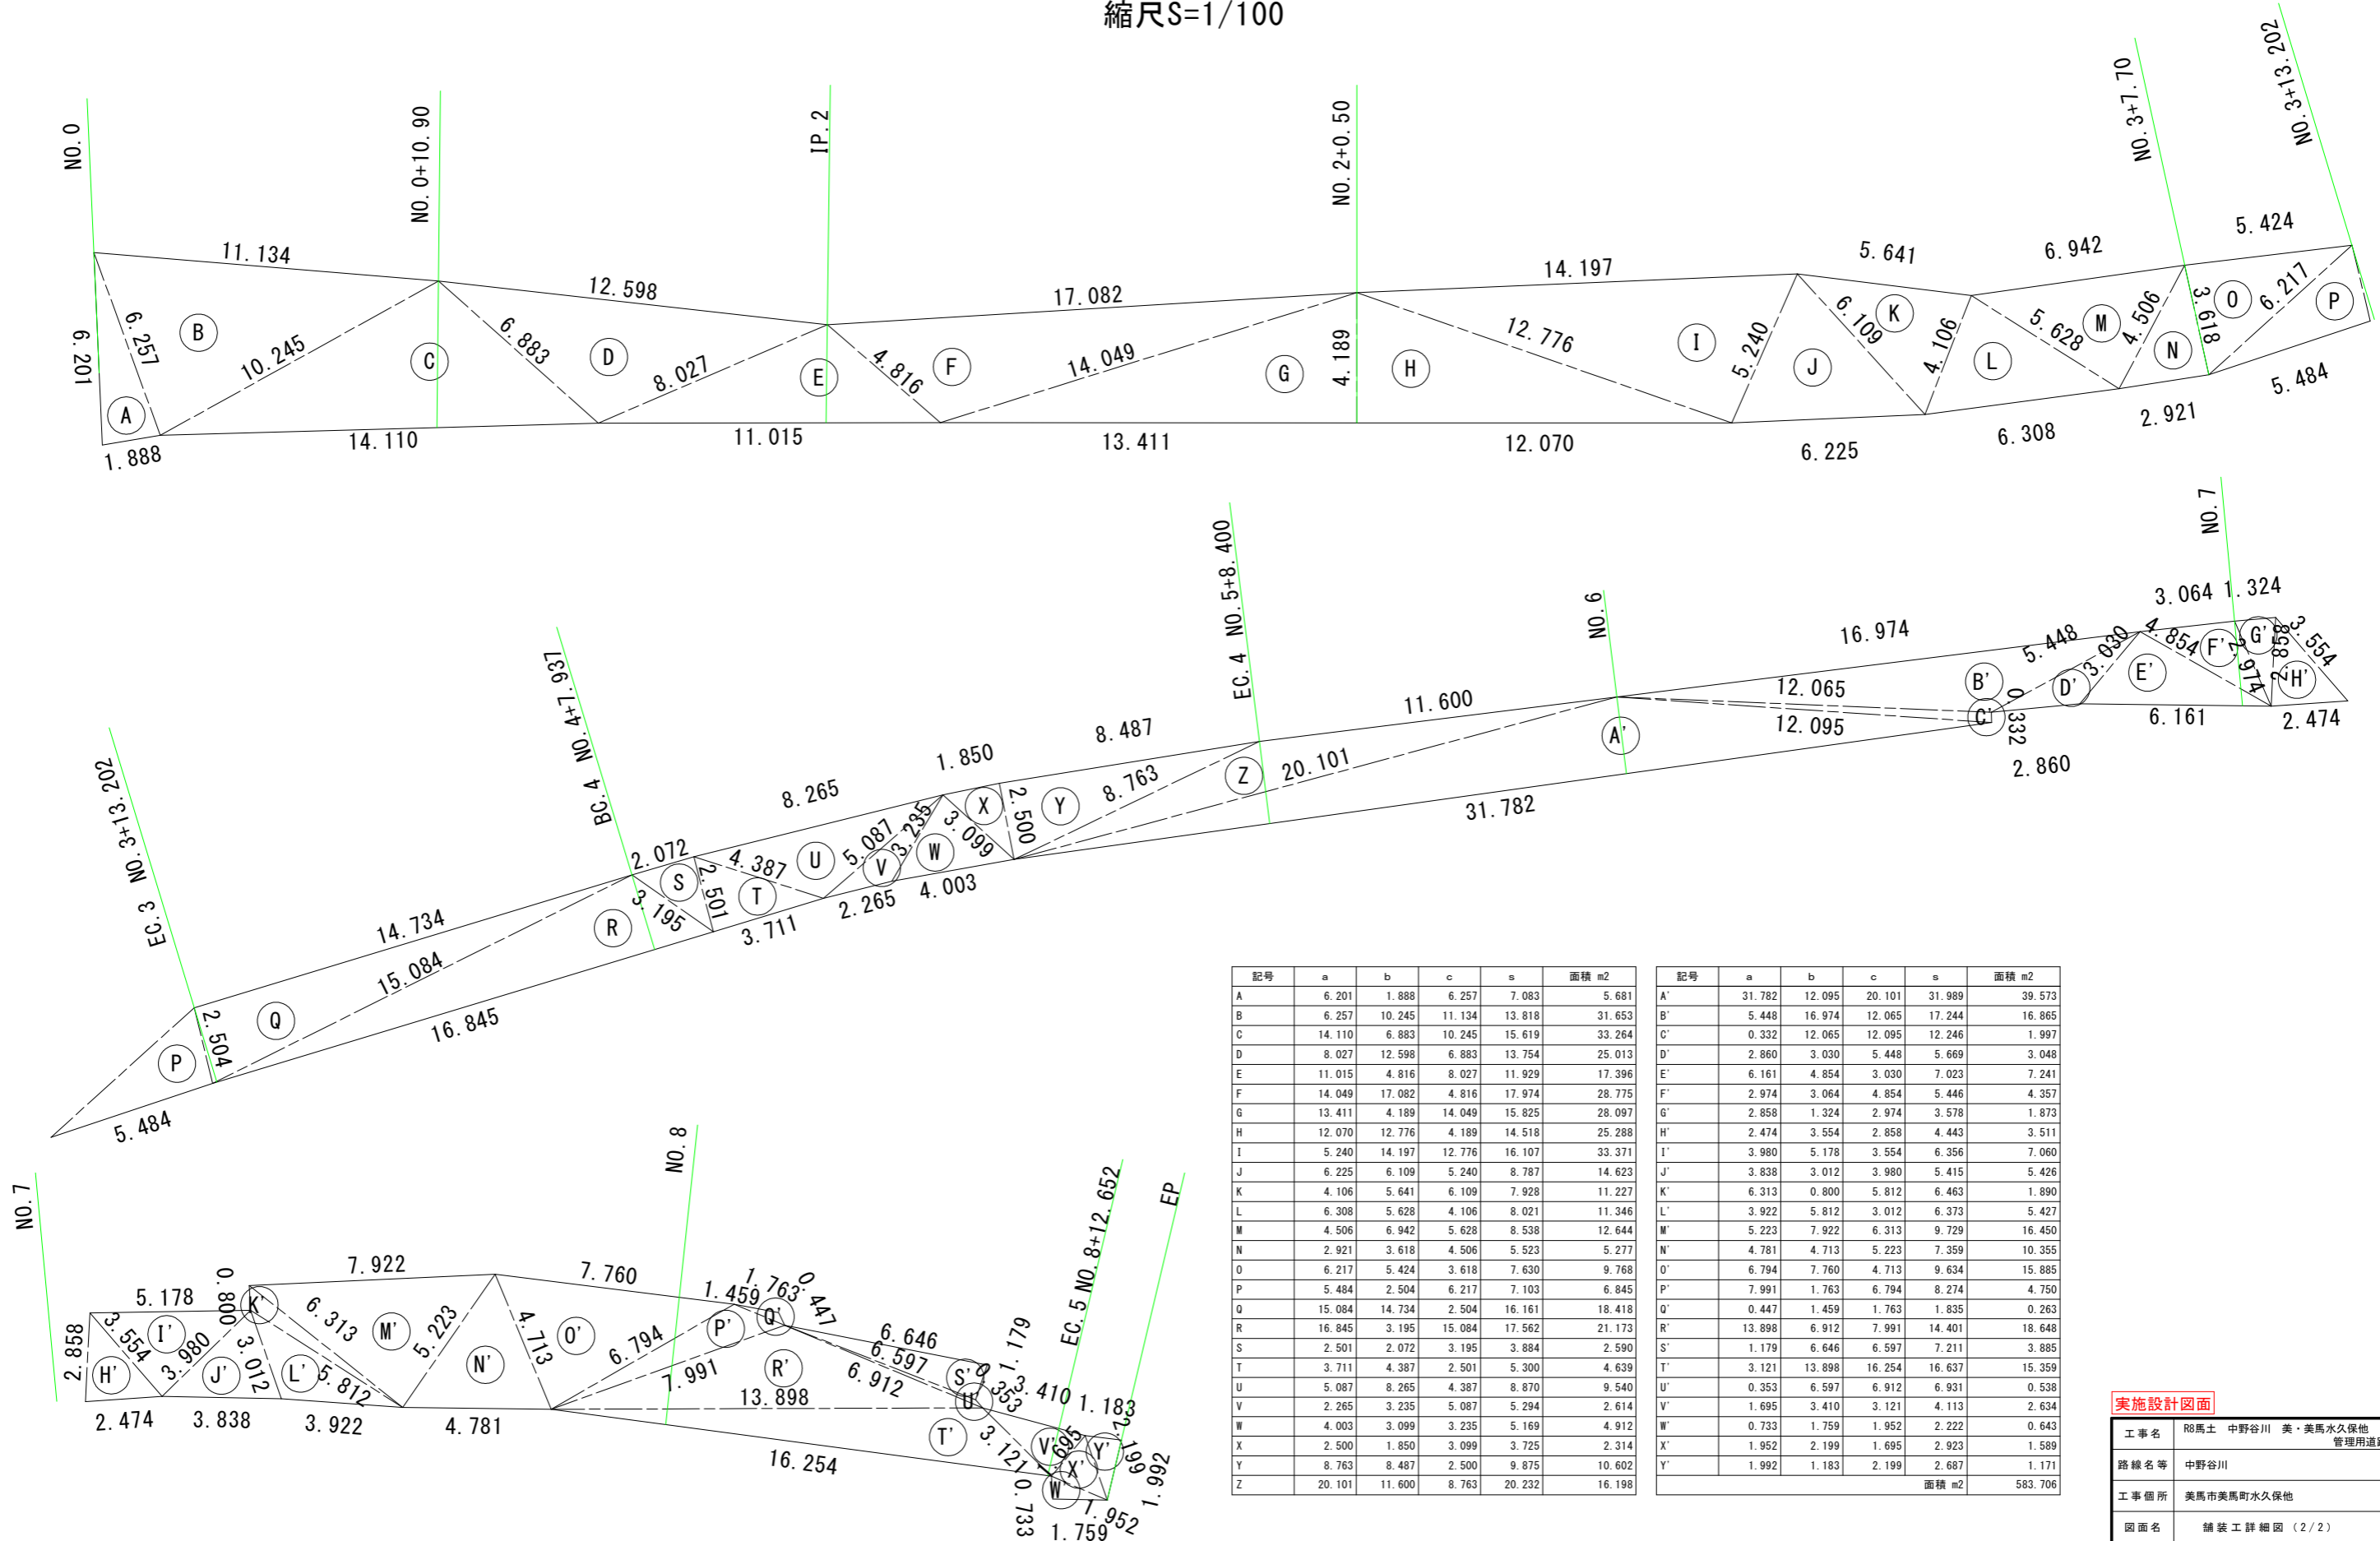 縮尺S=1/100
NO.0
NO.0+10.90
IP.2
NO.2+0.50
NO.3+7.70
NO.3+13.202
11.134
12.598
17.082
14.197
5.641
6.942
5.424
6.201
6.257
10.245
6.883
8.027
4.816
14.049
4.189
12.776
5.240
6.109
4.106
5.628
4.506
3.618
6.217
A
B
C
D
E
F
G
H
I
J
K
L
M
N
O
P
1.888
14.110
11.015
13.411
12.070
6.225
6.308
2.921
5.484
EC.3 NO.3+13.202
BC.4 NO.4+7.937
EC.4 NO.5+8.400
NO.6
NO.7
14.734
2.072
8.265
1.850
8.487
11.600
16.974
3.064
1.324
2.504
15.084
3.195
2.501
4.387
5.087
3.235
3.099
2.500
8.763
20.101
12.065
12.095
5.448
0.332
3.030
4.854
2.974
2.858
3.554
P
Q
R
S
T
U
V
W
X
Y
Z
A'
B'
C'
D'
E'
F'
G'
H'
5.484
16.845
3.711
2.265
4.003
31.782
2.860
6.161
2.474
NO.7
NO.8
EC.5 NO.8+12.652
EP
5.178
0.800
7.922
7.760
1.459
1.763
0.447
6.646
1.179
3.410
1.183
2.858
3.554
3.980
3.012
6.313
5.812
5.223
4.713
6.794
7.991
6.597
6.912
13.898
0.353
3.121
1.695
2.199
1.992
H'
I'
J'
K'
L'
M'
N'
O'
P'
Q'
R'
S'
T'
U'
V'
W'
X'
Y'
2.474
3.838
3.922
4.781
16.254
0.733
1.759
1.952
記号 a b c s 面積 m2
A 6.201 1.888 6.257 7.083 5.681
B 6.257 10.245 11.134 13.818 31.653
C 14.110 6.883 10.245 15.619 33.264
D 8.027 12.598 6.883 13.754 25.013
E 11.015 4.816 8.027 11.929 17.396
F 14.049 17.082 4.816 17.974 28.775
G 13.411 4.189 14.049 15.825 28.097
H 12.070 12.776 4.189 14.518 25.288
I 5.240 14.197 12.776 16.107 33.371
J 6.225 6.109 5.240 8.787 14.623
K 4.106 5.641 6.109 7.928 11.227
L 6.308 5.628 4.106 8.021 11.346
M 4.506 6.942 5.628 8.538 12.644
N 2.921 3.618 4.506 5.523 5.277
O 6.217 5.424 3.618 7.630 9.768
P 5.484 2.504 6.217 7.103 6.845
Q 15.084 14.734 2.504 16.161 18.418
R 16.845 3.195 15.084 17.562 21.173
S 2.501 2.072 3.195 3.884 2.590
T 3.711 4.387 2.501 5.300 4.639
U 5.087 8.265 4.387 8.870 9.540
V 2.265 3.235 5.087 5.294 2.614
W 4.003 3.099 3.235 5.169 4.912
X 2.500 1.850 3.099 3.725 2.314
Y 8.763 8.487 2.500 9.875 10.602
Z 20.101 11.600 8.763 20.232 16.198
記号 a b c s 面積 m2
A' 31.782 12.095 20.101 31.989 39.573
B' 5.448 16.974 12.065 17.244 16.865
C' 0.332 12.065 12.095 12.246 1.997
D' 2.860 3.030 5.448 5.669 3.048
E' 6.161 4.854 3.030 7.023 7.241
F' 2.974 3.064 4.854 5.446 4.357
G' 2.858 1.324 2.974 3.578 1.873
H' 2.474 3.554 2.858 4.443 3.511
I' 3.980 5.178 3.554 6.356 7.060
J' 3.838 3.012 3.980 5.415 5.426
K' 6.313 0.800 5.812 6.463 1.890
L' 3.922 5.812 3.012 6.373 5.427
M' 5.223 7.922 6.313 9.729 16.450
N' 4.781 4.713 5.223 7.359 10.355
O' 6.794 7.760 4.713 9.634 15.885
P' 7.991 1.763 6.794 8.274 4.750
Q' 0.447 1.459 1.763 1.835 0.263
R' 13.898 6.912 7.991 14.401 18.648
S' 1.179 6.646 6.597 7.211 3.885
T' 3.121 13.898 16.254 16.637 15.359
U' 0.353 6.597 6.912 6.931 0.538
V' 1.695 3.410 3.121 4.113 2.634
W' 0.733 1.759 1.952 2.222 0.643
X' 1.952 2.199 1.695 2.923 1.589
Y' 1.992 1.183 2.199 2.687 1.171
面積 m2 583.706
実施設計図面
工事名 R8馬土 中野谷川 美・美馬水久保他
管理用道路
路線名等 中野谷川
工事個所 美馬市美馬町水久保他
図面名 舗装工詳細図（2/2）